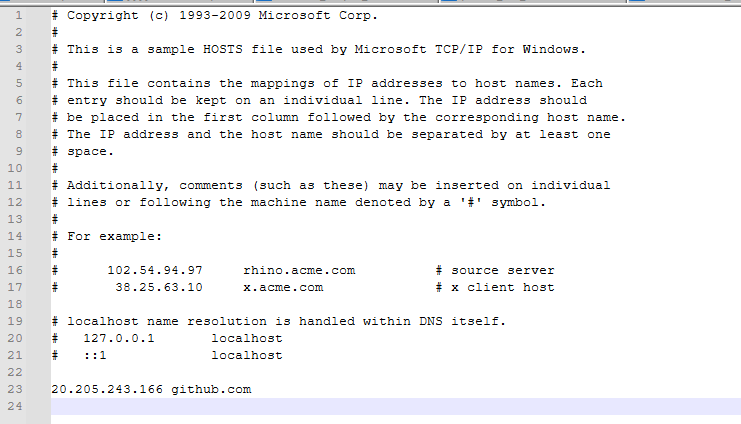 1 # Copyright (c) 1993-2009 Microsoft Corp.
2 #
3 # This is a sample HOSTS file used by Microsoft TCP/IP for Windows.
4 #
5 # This file contains the mappings of IP addresses to host names. Each
6 # entry should be kept on an individual line. The IP address should
7 # be placed in the first column followed by the corresponding host name.
8 # The IP address and the host name should be separated by at least one
9 # space.
10 #
11 # Additionally, comments (such as these) may be inserted on individual
12 # lines or following the machine name denoted by a '#' symbol.
13 #
14 # For example:
15 #
16 #      102.54.94.97     rhino.acme.com          # source server
17 #       38.25.63.10     x.acme.com              # x client host
18
19 # localhost name resolution is handled within DNS itself.
20 #   127.0.0.1       localhost
21 #   ::1             localhost
22
23 20.205.243.166 github.com
24